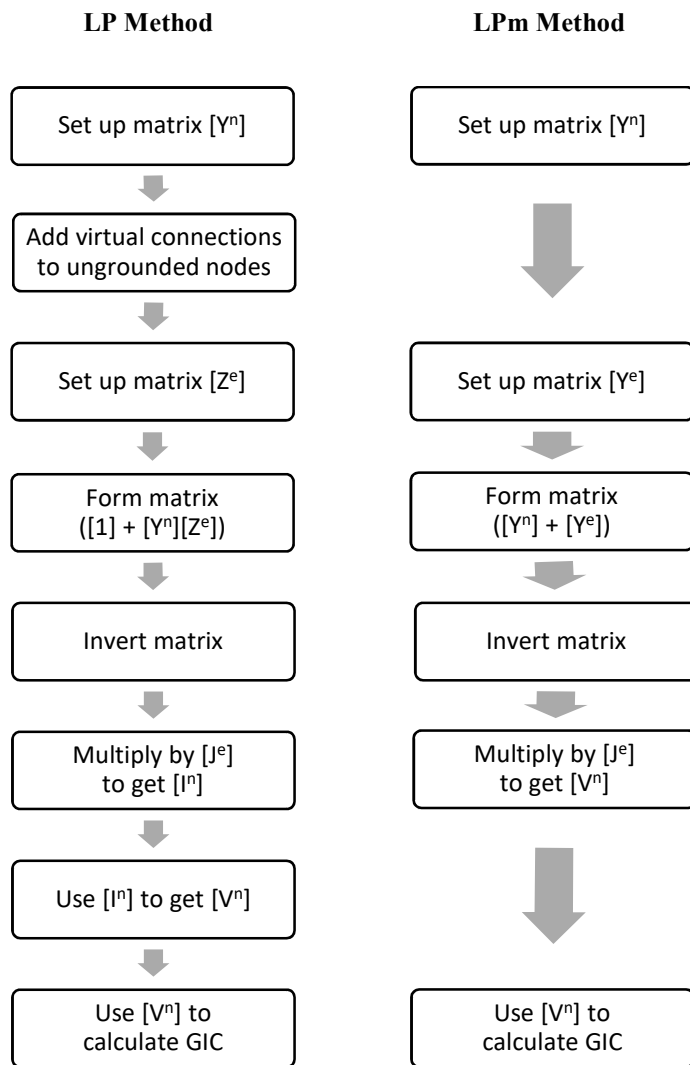 LP Method
Set up matrix [Yⁿ]
Add virtual connections
to ungrounded nodes
Set up matrix [Zᵉ]
Form matrix
([1] + [Yⁿ][Zᵉ])
Invert matrix
Multiply by [Jᵉ]
to get [Iⁿ]
Use [Iⁿ] to get [Vⁿ]
Use [Vⁿ] to
calculate GIC
LPm Method
Set up matrix [Yⁿ]
Set up matrix [Yᵉ]
Form matrix
([Yⁿ] + [Yᵉ])
Invert matrix
Multiply by [Jᵉ]
to get [Vⁿ]
Use [Vⁿ] to
calculate GIC